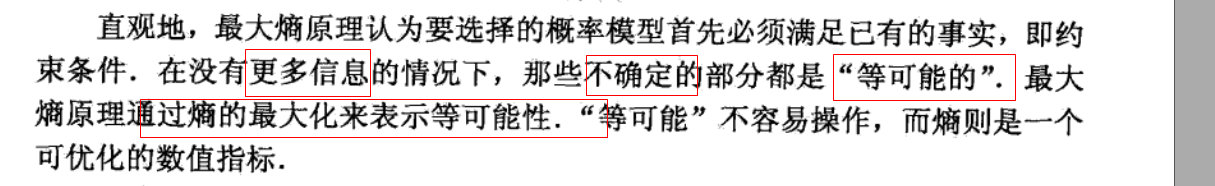 直观地，最大熵原理认为要选择的概率模型首先必须满足已有的事实，即约
束条件．在没有更多信息的情况下，那些不确定的部分都是“等可能的”．最大
熵原理通过熵的最大化来表示等可能性．“等可能”不容易操作，而熵则是一个
可优化的数值指标．